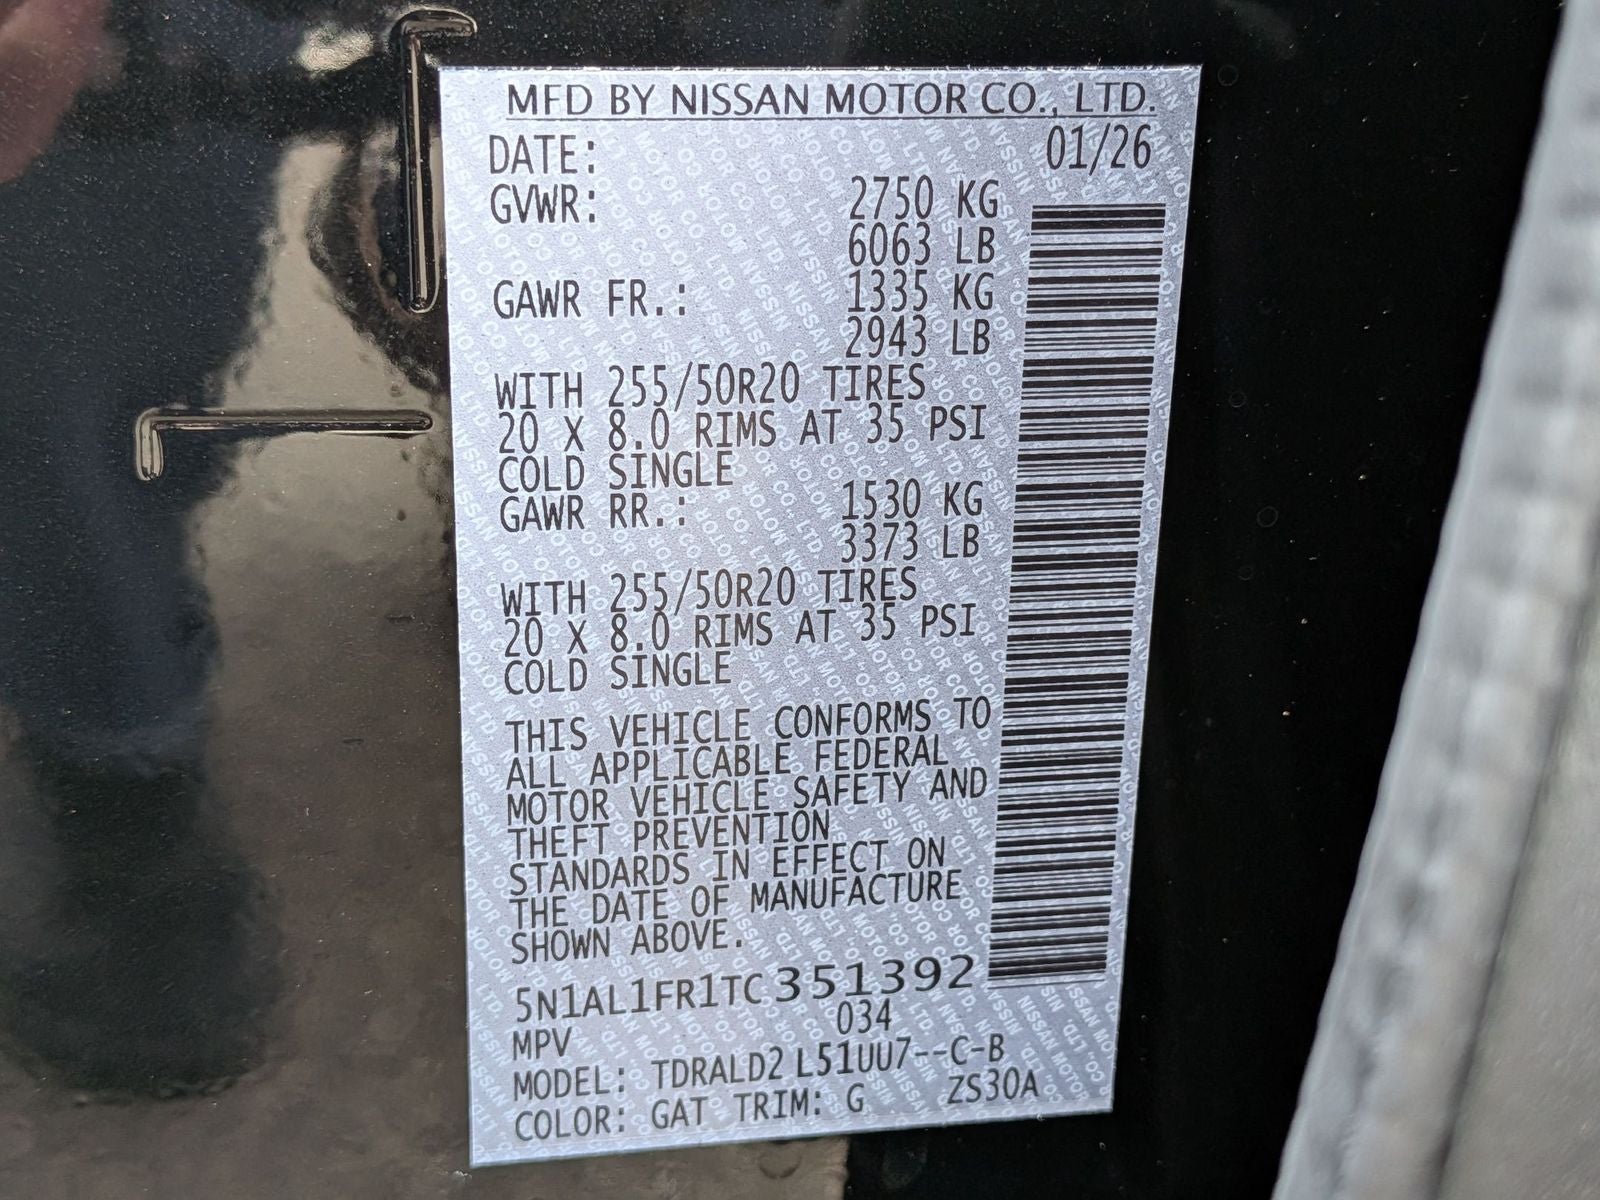 MFD BY NISSAN MOTOR CO., LTD.
DATE: 01/26
GVWR: 2750 KG
6063 LB
GAWR FR.: 1335 KG
2943 LB
WITH 255/50R20 TIRES
20 X 8.0 RIMS AT 35 PSI
COLD SINGLE
GAWR RR.: 1530 KG
3373 LB
WITH 255/50R20 TIRES
20 X 8.0 RIMS AT 35 PSI
COLD SINGLE
THIS VEHICLE CONFORMS TO
ALL APPLICABLE FEDERAL
MOTOR VEHICLE SAFETY AND
THEFT PREVENTION
STANDARDS IN EFFECT ON
THE DATE OF MANUFACTURE
SHOWN ABOVE.
5N1AL1FR1TC351392
MPV 034
MODEL: TDRALD2 L51UU7--C-B
COLOR: GAT TRIM: G ZS30A